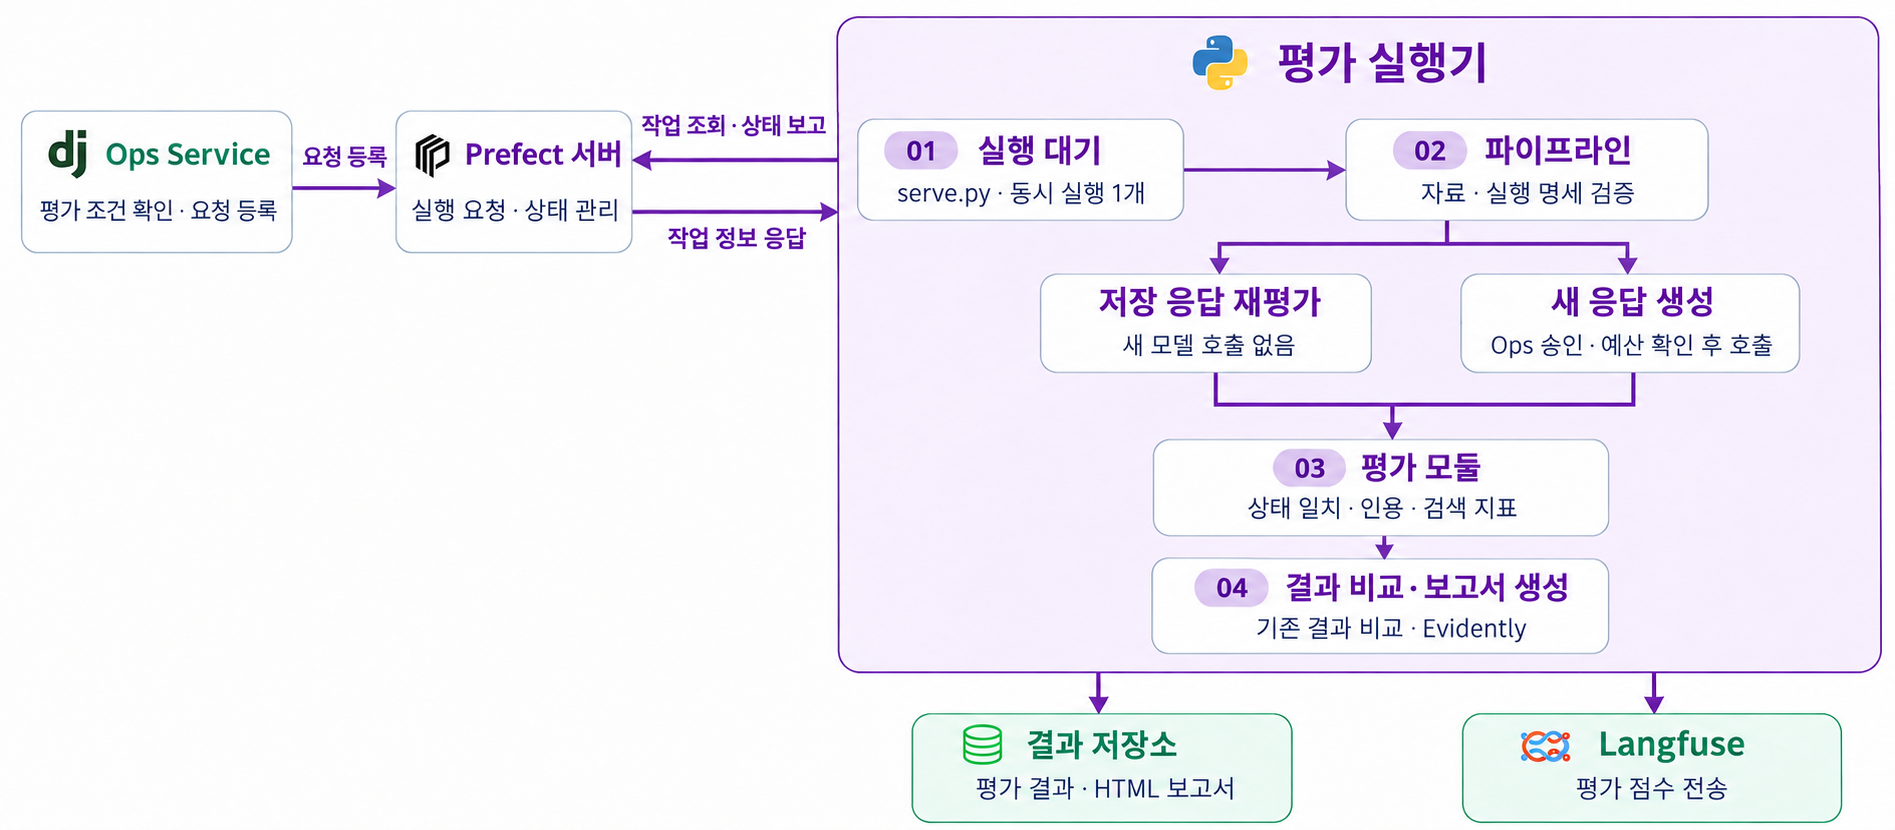 평가 실행기
dj Ops Service
평가 조건 확인 · 요청 등록
요청 등록
Prefect 서버
실행 요청 · 상태 관리
작업 조회 · 상태 보고
작업 정보 응답
01 실행 대기
serve.py · 동시 실행 1개
02 파이프라인
자료 · 실행 명세 검증
저장 응답 재평가
새 모델 호출 없음
새 응답 생성
Ops 송인 · 예산 확인 후 호출
03 평가 모듈
상태 일치 · 인용 · 검색 지표
04 결과 비교 · 보고서 생성
기존 결과 비교 · Evidently
결과 저장소
평가 결과 · HTML 보고서
Langfuse
평가 점수 전송